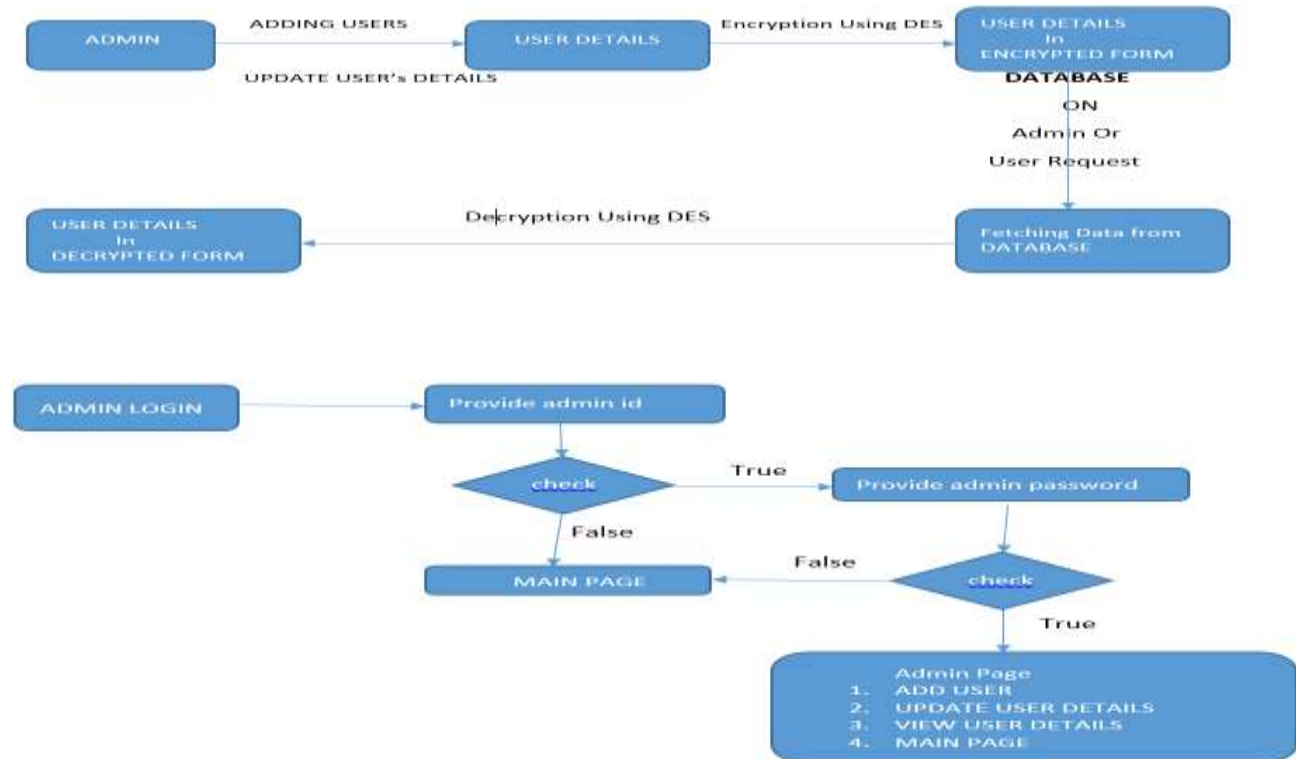 ADMIN
ADDING USERS
UPDATE USER's DETAILS
USER DETAILS
Encryption Using DES
USER DETAILS
In
ENCRYPTED FORM
DATABASE
ON
Admin Or
User Request
Fetching Data from
DATABASE
Decryption Using DES
USER DETAILS
In
DECRYPTED FORM
ADMIN LOGIN
Provide admin id
check
True
Provide admin password
False
MAIN PAGE
False
check
True
Admin Page
1. ADD USER
2. UPDATE USER DETAILS
3. VIEW USER DETAILS
4. MAIN PAGE